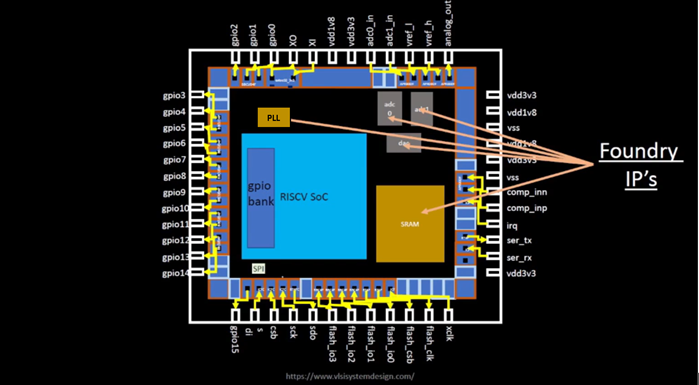 gpio2
gpio1
gpio0
XO
XI
vdd1v8
vdd3v3
adc0_in
adc1_in
vref_l
vref_h
analog_out
gpio3
gpio4
gpio5
gpio6
gpio7
gpio8
gpio9
gpio10
gpio11
gpio12
gpio13
gpio14
PLL
adc
0
adc1
dac
gpio
bank
RISCV SoC
SRAM
SPI
vdd3v3
vdd1v8
vss
vdd1v8
vdd3v3
vss
comp_inn
comp_inp
irq
ser_tx
ser_rx
vdd3v3
Foundry
IP's
gpio15
di
s
csb
sck
sdo
flash_io3
flash_io2
flash_io1
flash_io0
flash_csb
flash_clk
xclk
https://www.vlsisystemdesign.com/